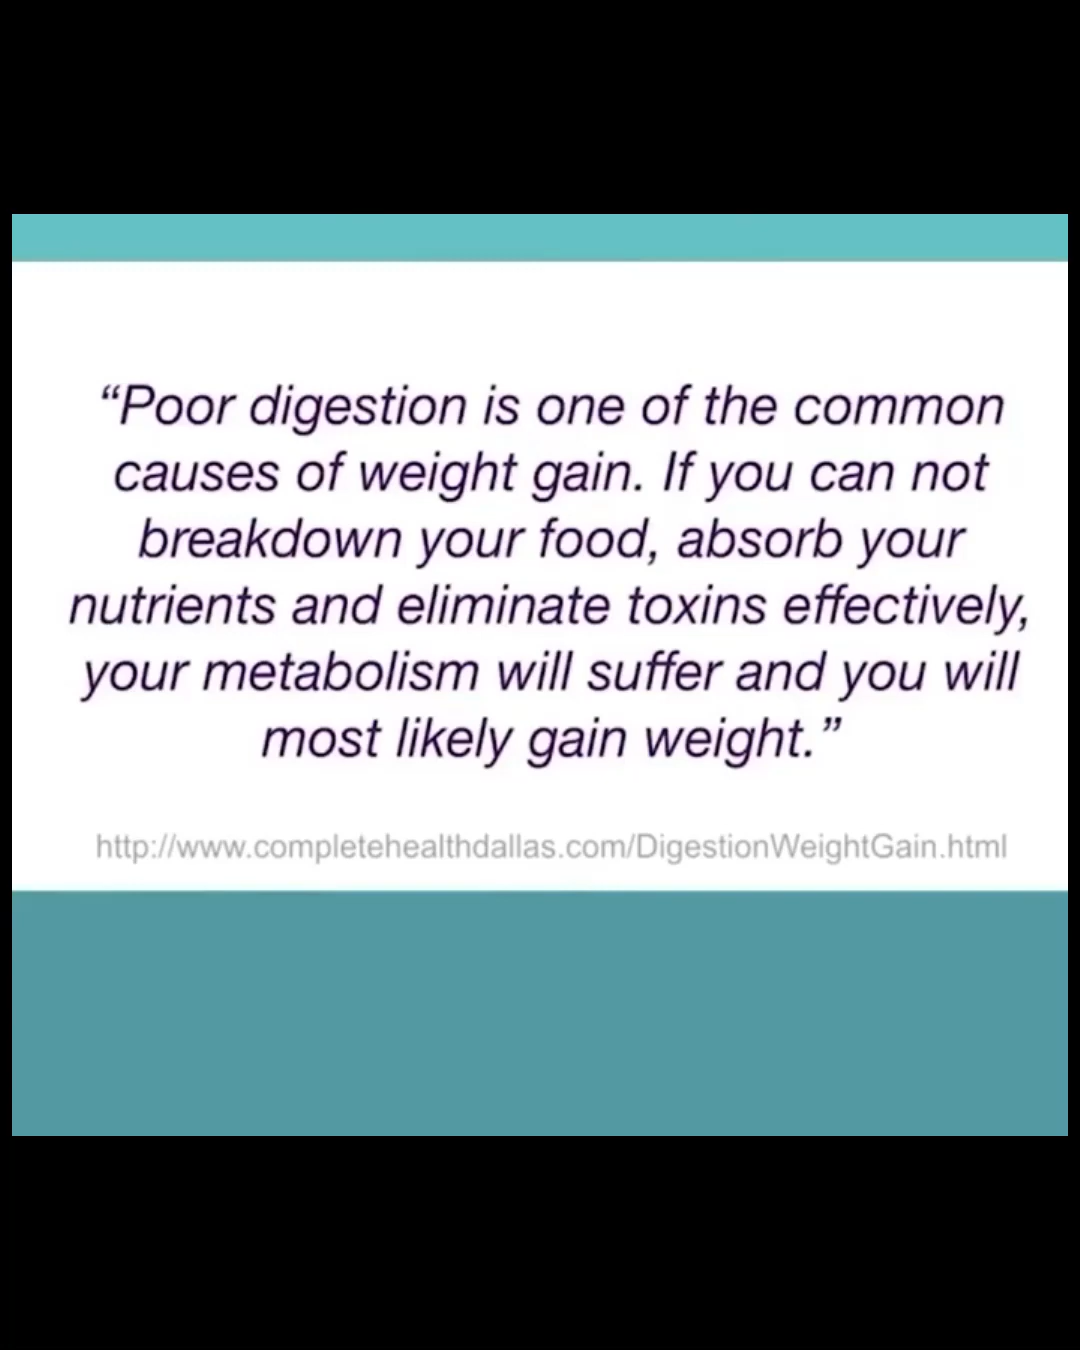 “Poor digestion is one of the common
causes of weight gain. If you can not
breakdown your food, absorb your
nutrients and eliminate toxins effectively,
your metabolism will suffer and you will
most likely gain weight.”
http://www.completehealthdallas.com/DigestionWeightGain.html